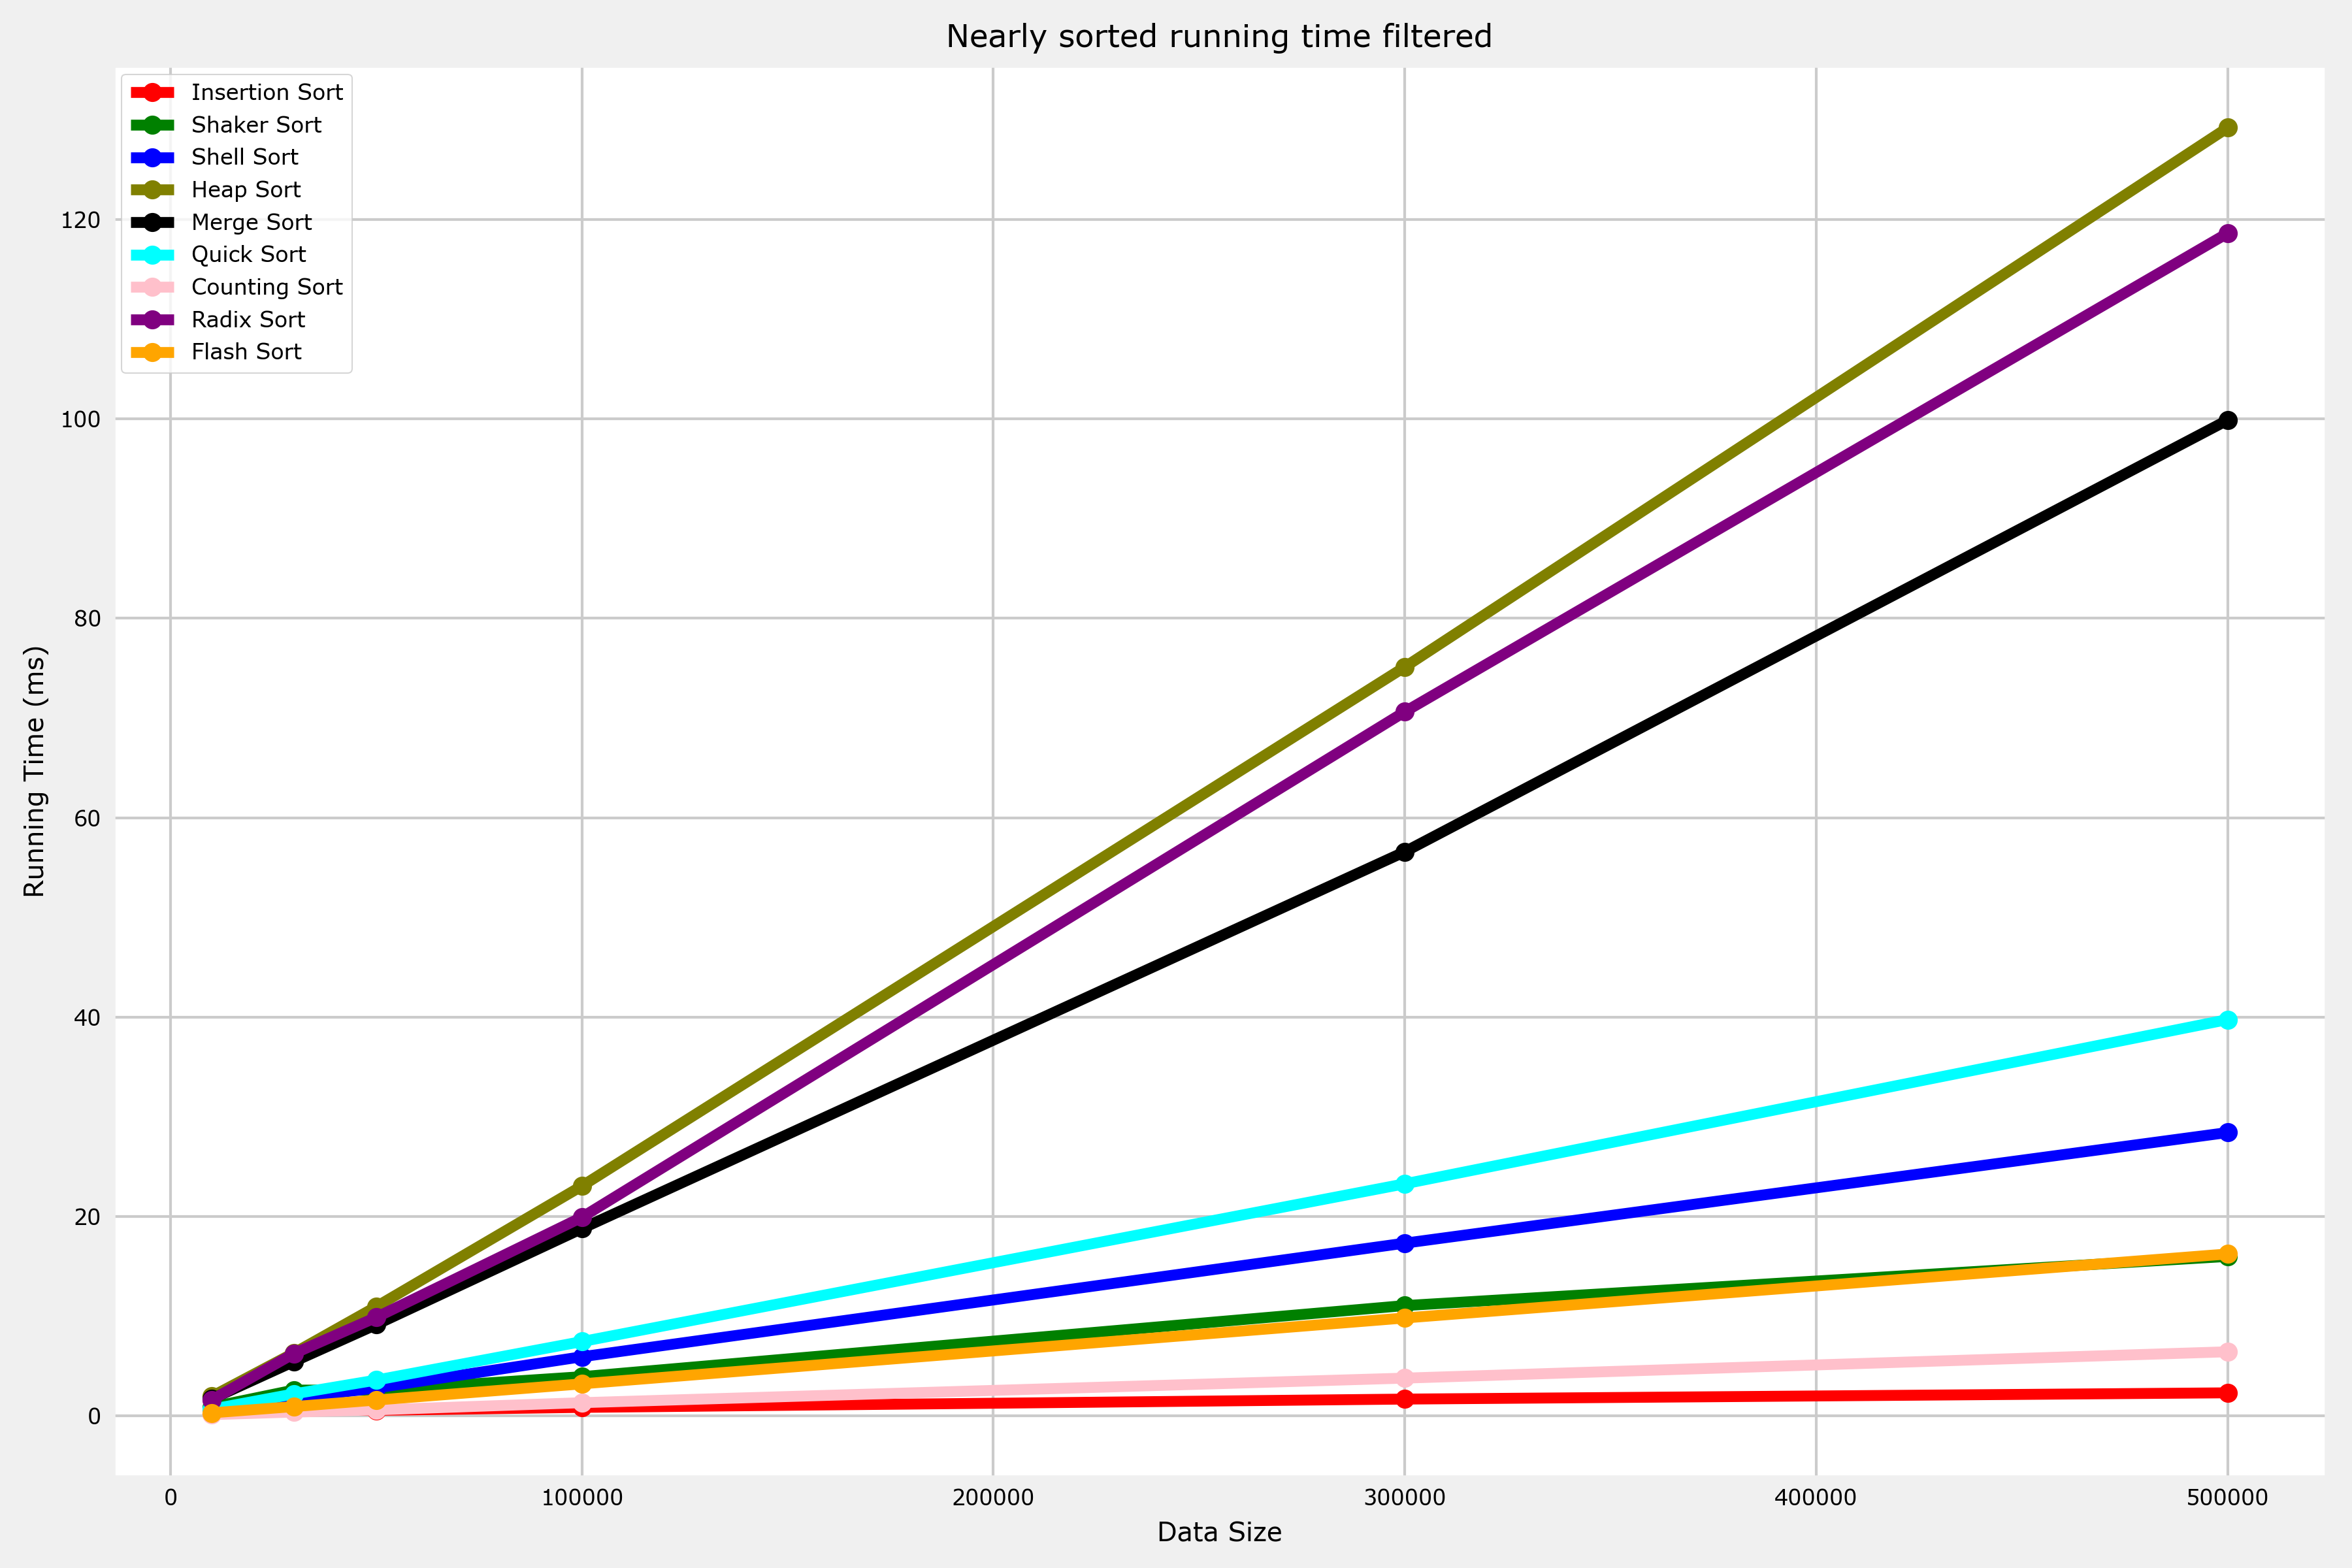 Nearly sorted running time filtered
Insertion Sort
Shaker Sort
Shell Sort
Heap Sort
Merge Sort
Quick Sort
Counting Sort
Radix Sort
Flash Sort
Running Time (ms)
120
100
80
60
40
20
0
0 100000 200000 300000 400000 500000
Data Size